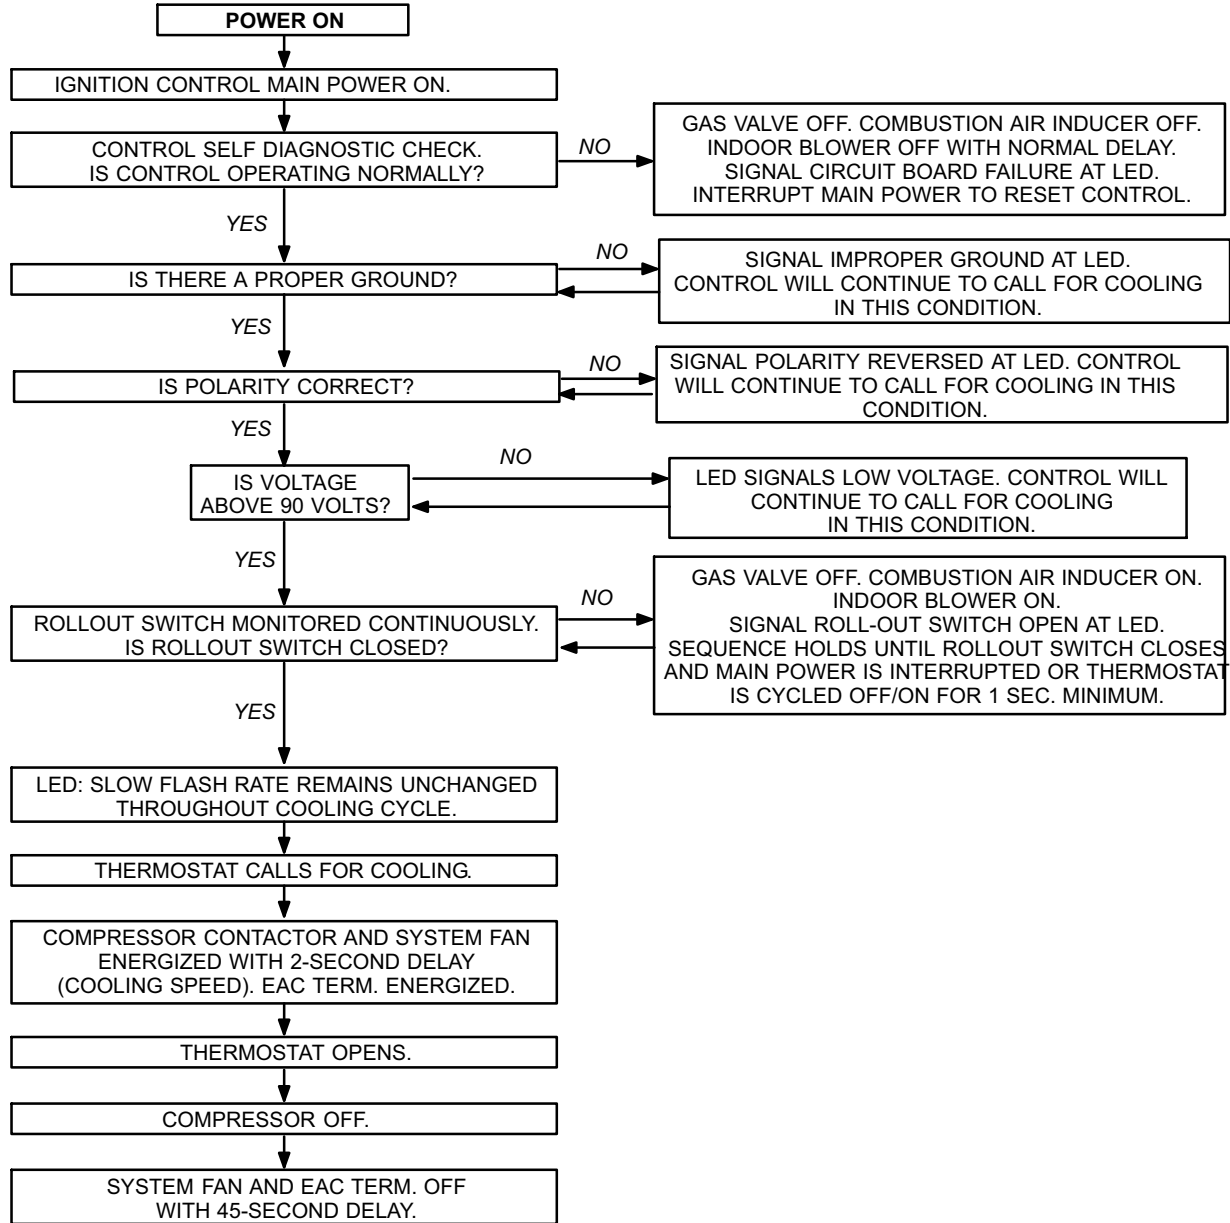 POWER ON
IGNITION CONTROL MAIN POWER ON.
CONTROL SELF DIAGNOSTIC CHECK.
IS CONTROL OPERATING NORMALLY?
NO
GAS VALVE OFF. COMBUSTION AIR INDUCER OFF.
INDOOR BLOWER OFF WITH NORMAL DELAY.
SIGNAL CIRCUIT BOARD FAILURE AT LED.
INTERRUPT MAIN POWER TO RESET CONTROL.
YES
IS THERE A PROPER GROUND?
NO
SIGNAL IMPROPER GROUND AT LED.
CONTROL WILL CONTINUE TO CALL FOR COOLING
IN THIS CONDITION.
YES
IS POLARITY CORRECT?
NO
SIGNAL POLARITY REVERSED AT LED. CONTROL
WILL CONTINUE TO CALL FOR COOLING IN THIS
CONDITION.
YES
IS VOLTAGE
ABOVE 90 VOLTS?
NO
LED SIGNALS LOW VOLTAGE. CONTROL WILL
CONTINUE TO CALL FOR COOLING
IN THIS CONDITION.
YES
ROLLOUT SWITCH MONITORED CONTINUOUSLY.
IS ROLLOUT SWITCH CLOSED?
NO
GAS VALVE OFF. COMBUSTION AIR INDUCER ON.
INDOOR BLOWER ON.
SIGNAL ROLL-OUT SWITCH OPEN AT LED.
SEQUENCE HOLDS UNTIL ROLLOUT SWITCH CLOSES
AND MAIN POWER IS INTERRUPTED OR THERMOSTAT
IS CYCLED OFF/ON FOR 1 SEC. MINIMUM.
YES
LED: SLOW FLASH RATE REMAINS UNCHANGED
THROUGHOUT COOLING CYCLE.
THERMOSTAT CALLS FOR COOLING.
COMPRESSOR CONTACTOR AND SYSTEM FAN
ENERGIZED WITH 2-SECOND DELAY
(COOLING SPEED). EAC TERM. ENERGIZED.
THERMOSTAT OPENS.
COMPRESSOR OFF.
SYSTEM FAN AND EAC TERM. OFF
WITH 45-SECOND DELAY.